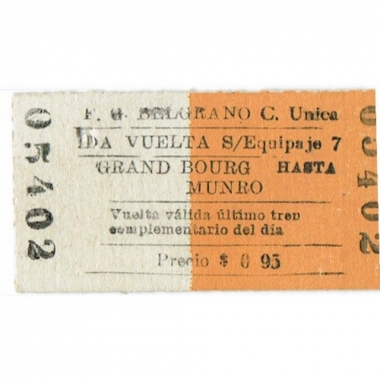 05402
F. G. BELGRANO C. Unica
IDA VUELTA S/Equipaje 7
GRAND BOURG HASTA
MUNRO
Vuelta válida último tren
complementario del dia
Precio $ 0 95
05402